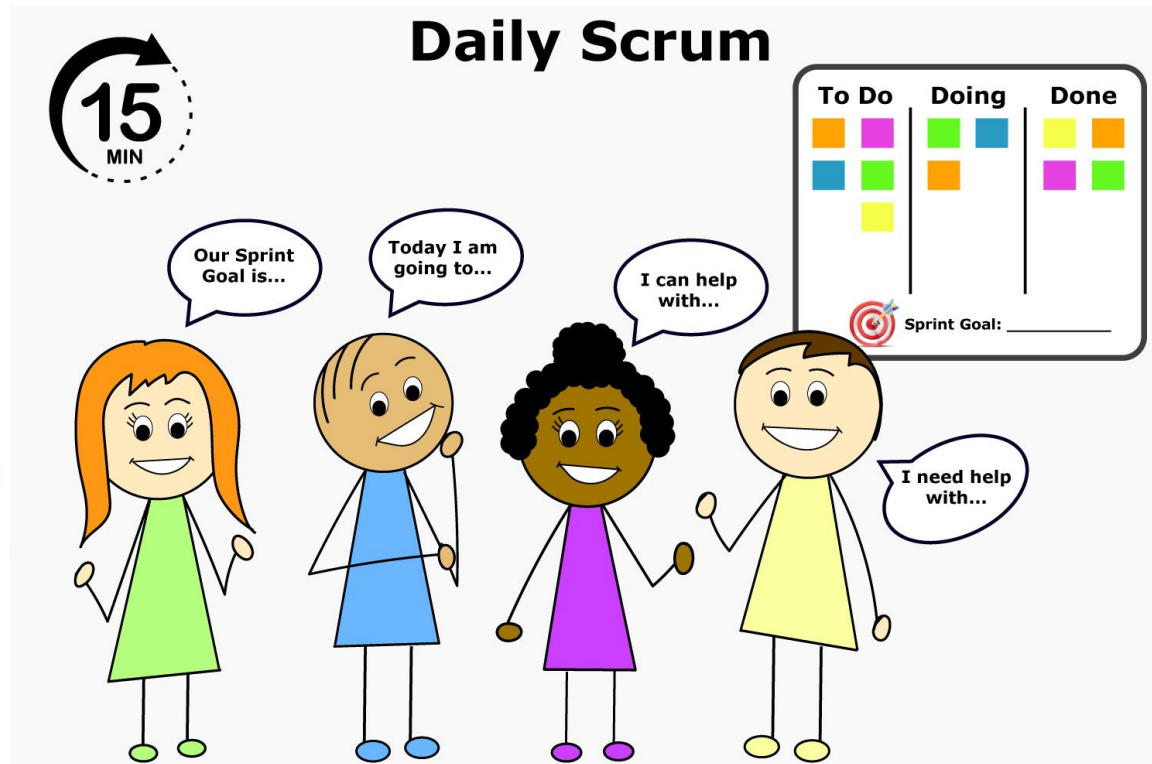 Daily Scrum
15
MIN
To Do Doing Done
Our Sprint
Goal is...
Today I am
going to...
I can help
with...
Sprint Goal: ____________
I need help
with...